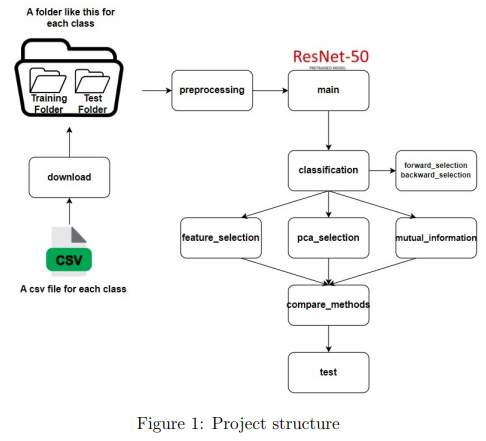 A folder like this for
each class
Training
Folder
Test
Folder
download
CSV
A csv file for each class
preprocessing
ResNet-50
PRETRAINED MODEL
main
classification
forward_selection
backward_selection
feature_selection
pca_selection
mutual_information
compare_methods
test
Figure 1: Project structure